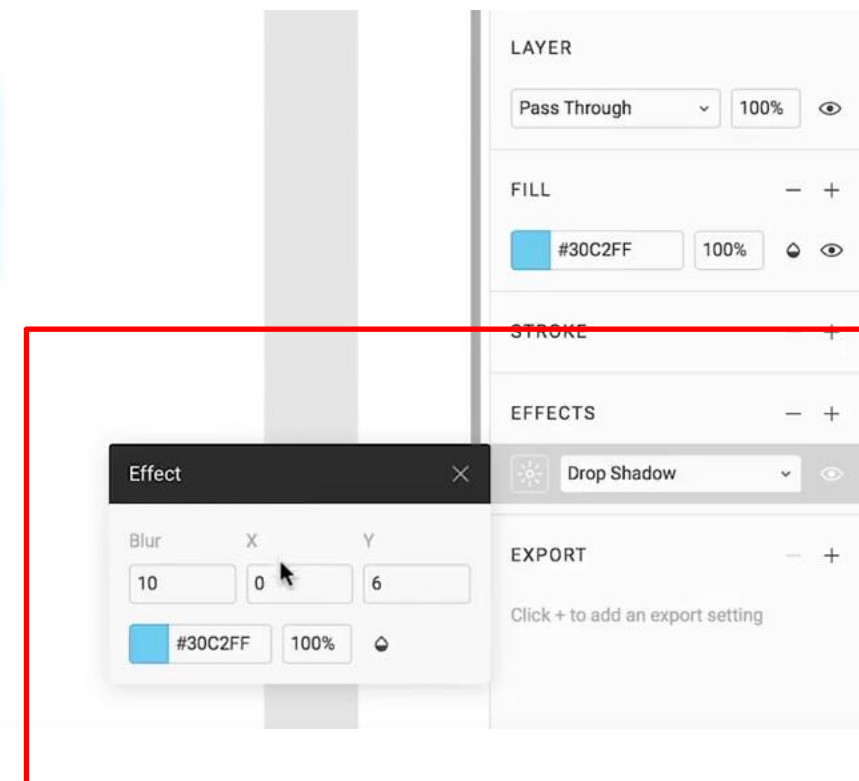 LAYER
Pass Through 100%
FILL
#30C2FF 100%
STROKE
EFFECTS
Drop Shadow
Effect
Blur X Y
10 0 6
#30C2FF 100%
EXPORT
Click + to add an export setting